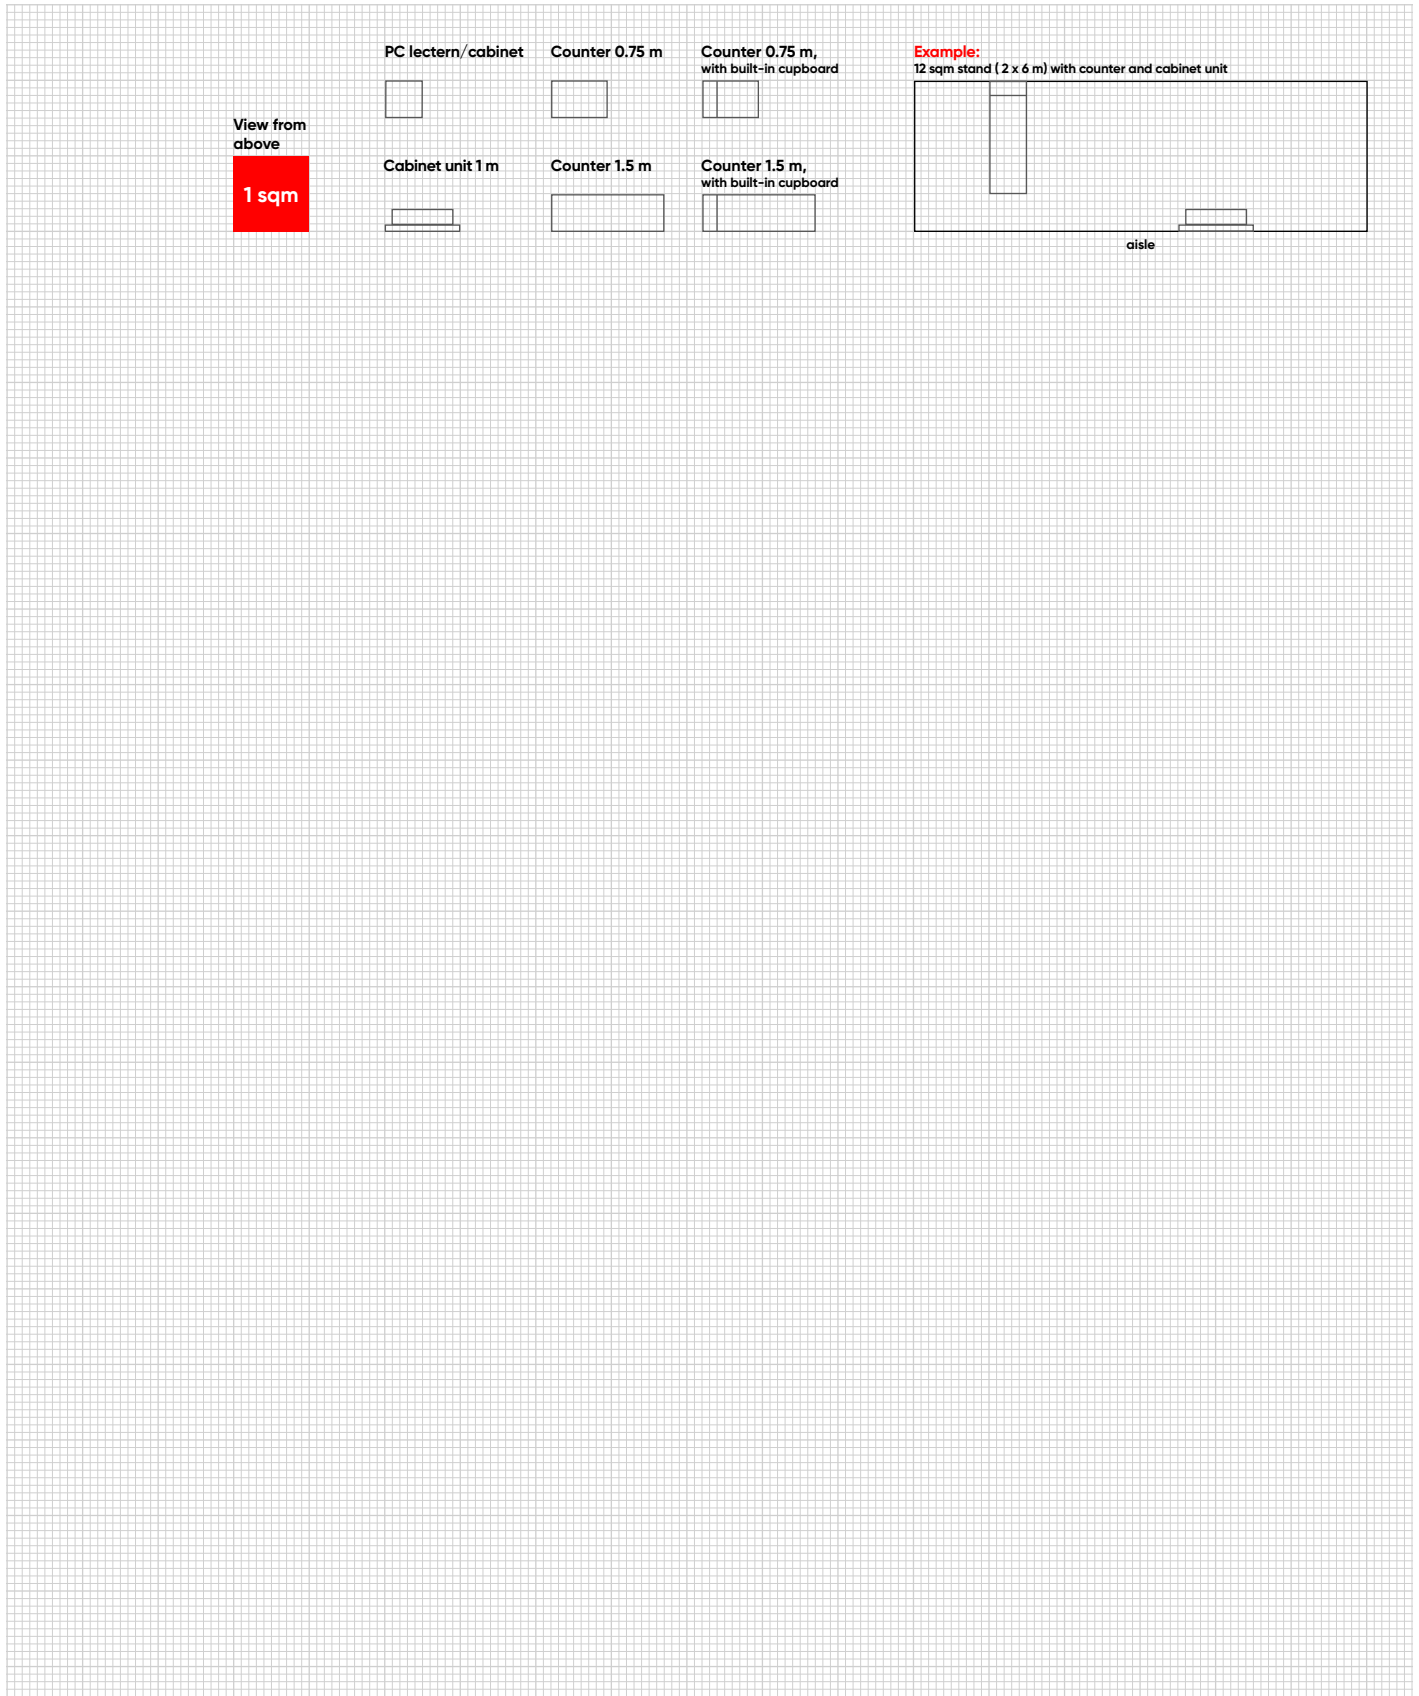 View from
above
1 sqm
PC lectern/cabinet
Counter 0.75 m
Counter 0.75 m,
with built-in cupboard
Cabinet unit 1 m
Counter 1.5 m
Counter 1.5 m,
with built-in cupboard
Example:
12 sqm stand ( 2 x 6 m) with counter and cabinet unit
aisle